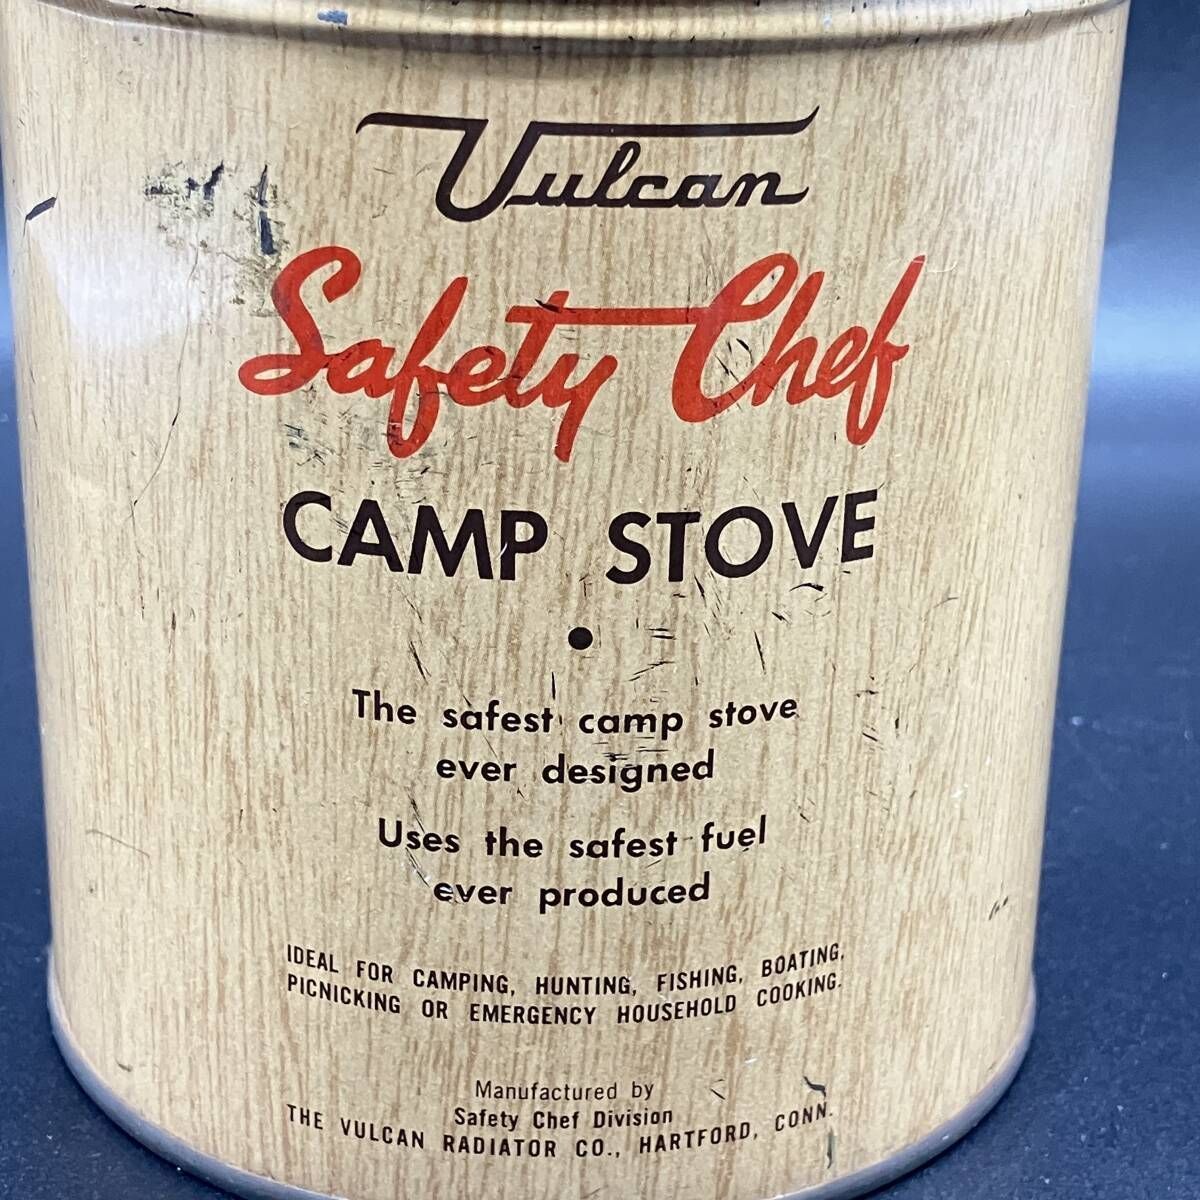 Vulcan
Safety Chef
CAMP STOVE
•
The safest camp stove
ever designed
Uses the safest fuel
ever produced
IDEAL FOR CAMPING, HUNTING, FISHING, BOATING,
PICNICKING OR EMERGENCY HOUSEHOLD COOKING.
Manufactured by
Safety Chef Division
THE VULCAN RADIATOR CO., HARTFORD, CONN.